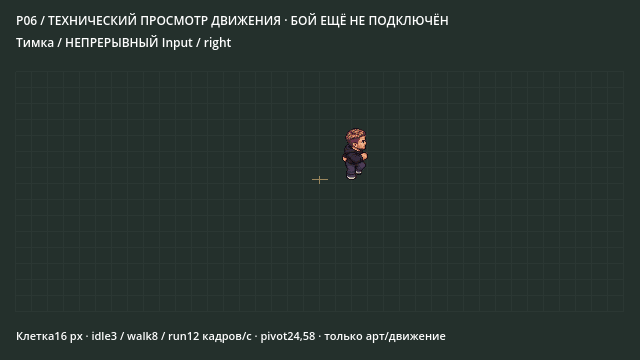 P06 / ТЕХНИЧЕСКИЙ ПРОСМОТР ДВИЖЕНИЯ · БОЙ ЕЩЁ НЕ ПОДКЛЮЧЁН
Тимка / НЕПРЕРЫВНЫЙ Input / right
Клетка16 px · idle3 / walk8 / run12 кадров/с · pivot24,58 · только арт/движение